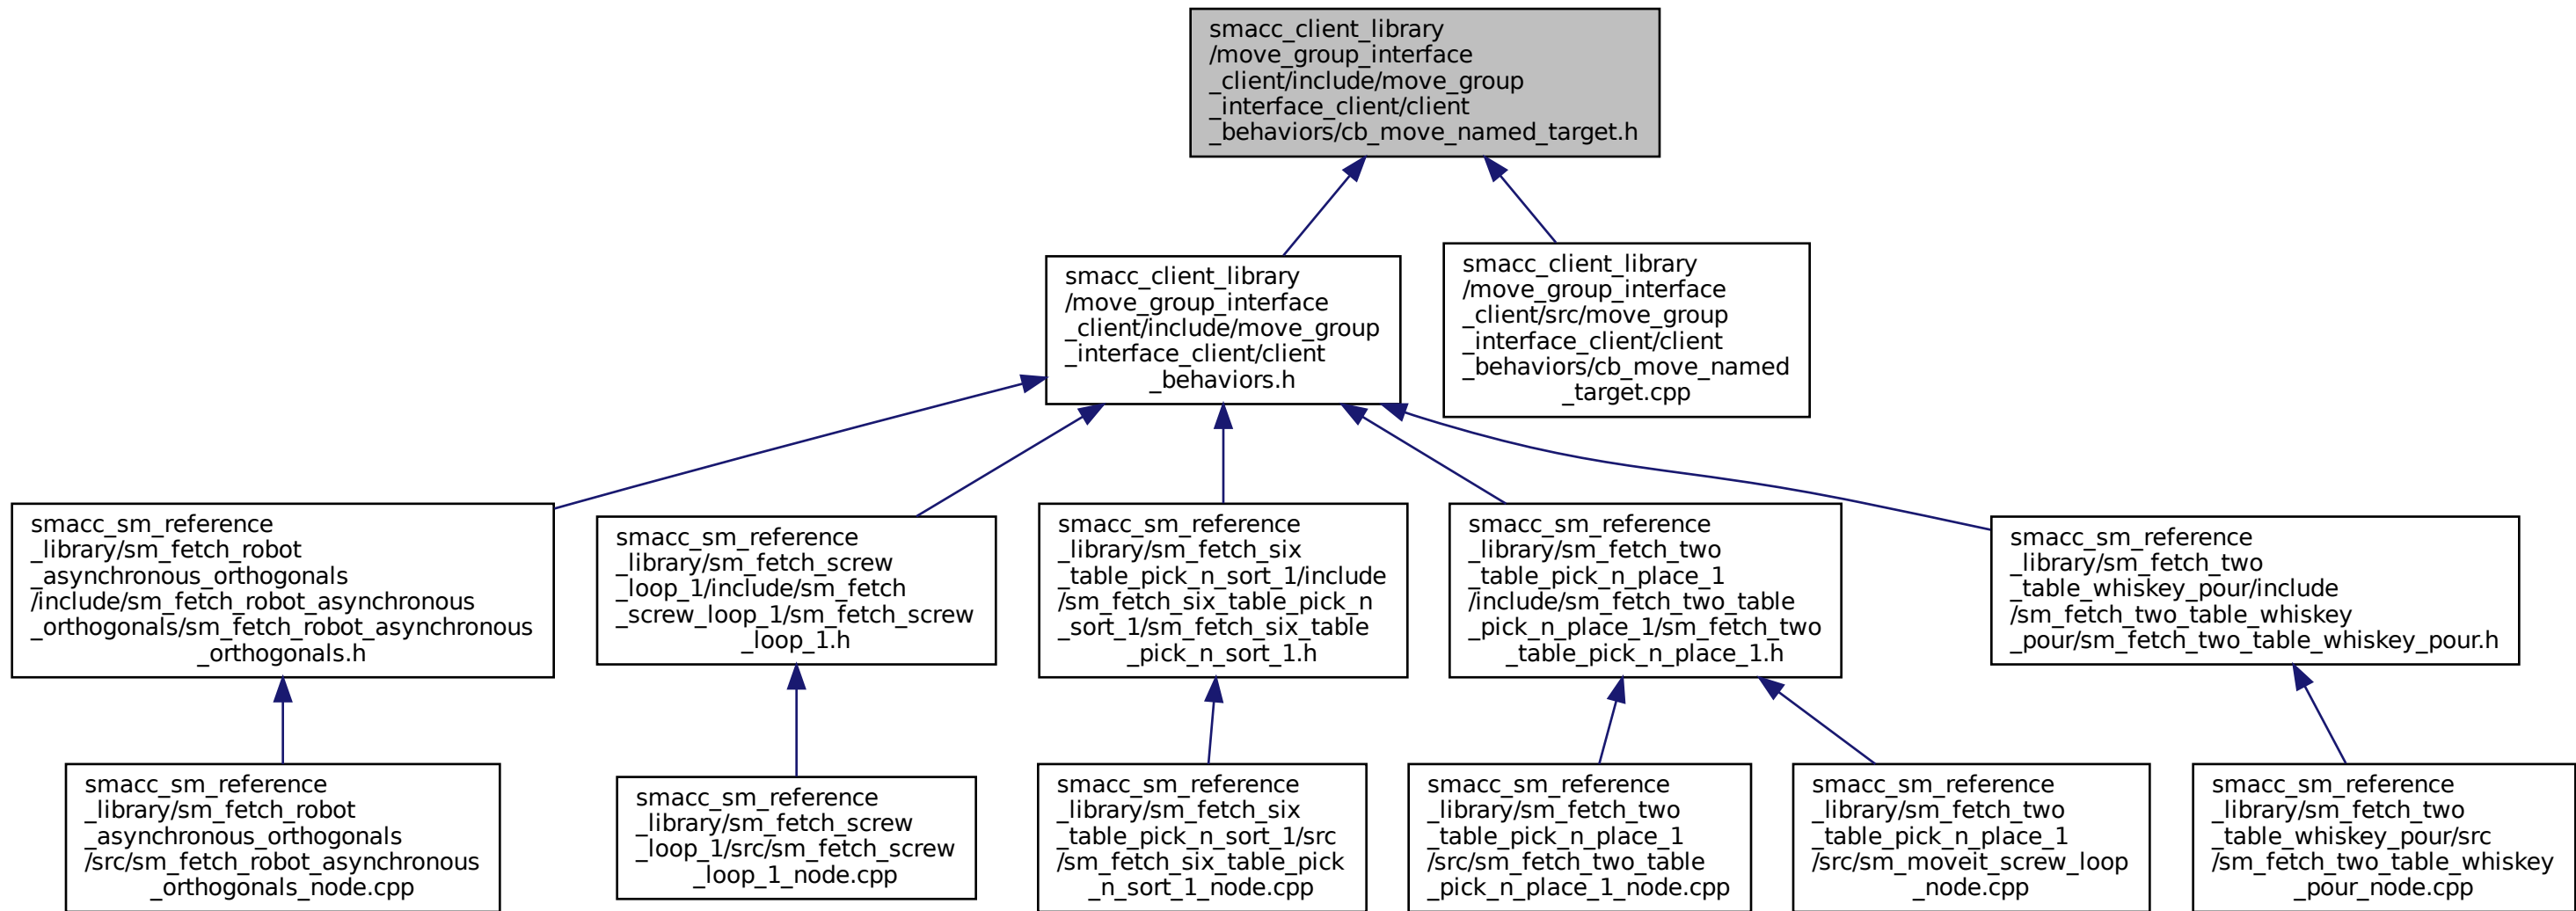 smacc_client_library
/move_group_interface
_client/include/move_group
_interface_client/client
_behaviors/cb_move_named_target.h
smacc_client_library
/move_group_interface
_client/include/move_group
_interface_client/client
_behaviors.h
smacc_client_library
/move_group_interface
_client/src/move_group
_interface_client/client
_behaviors/cb_move_named
_target.cpp
smacc_sm_reference
_library/sm_fetch_robot
_asynchronous_orthogonals
/include/sm_fetch_robot_asynchronous
_orthogonals/sm_fetch_robot_asynchronous
_orthogonals.h
smacc_sm_reference
_library/sm_fetch_screw
_loop_1/include/sm_fetch
_screw_loop_1/sm_fetch_screw
_loop_1.h
smacc_sm_reference
_library/sm_fetch_six
_table_pick_n_sort_1/include
/sm_fetch_six_table_pick_n
_sort_1/sm_fetch_six_table
_pick_n_sort_1.h
smacc_sm_reference
_library/sm_fetch_two
_table_pick_n_place_1
/include/sm_fetch_two_table
_pick_n_place_1/sm_fetch_two
_table_pick_n_place_1.h
smacc_sm_reference
_library/sm_fetch_two
_table_whiskey_pour/include
/sm_fetch_two_table_whiskey
_pour/sm_fetch_two_table_whiskey_pour.h
smacc_sm_reference
_library/sm_fetch_robot
_asynchronous_orthogonals
/src/sm_fetch_robot_asynchronous
_orthogonals_node.cpp
smacc_sm_reference
_library/sm_fetch_screw
_loop_1/src/sm_fetch_screw
_loop_1_node.cpp
smacc_sm_reference
_library/sm_fetch_six
_table_pick_n_sort_1/src
/sm_fetch_six_table_pick
_n_sort_1_node.cpp
smacc_sm_reference
_library/sm_fetch_two
_table_pick_n_place_1
/src/sm_fetch_two_table
_pick_n_place_1_node.cpp
smacc_sm_reference
_library/sm_fetch_two
_table_pick_n_place_1
/src/sm_moveit_screw_loop
_node.cpp
smacc_sm_reference
_library/sm_fetch_two
_table_whiskey_pour/src
/sm_fetch_two_table_whiskey
_pour_node.cpp